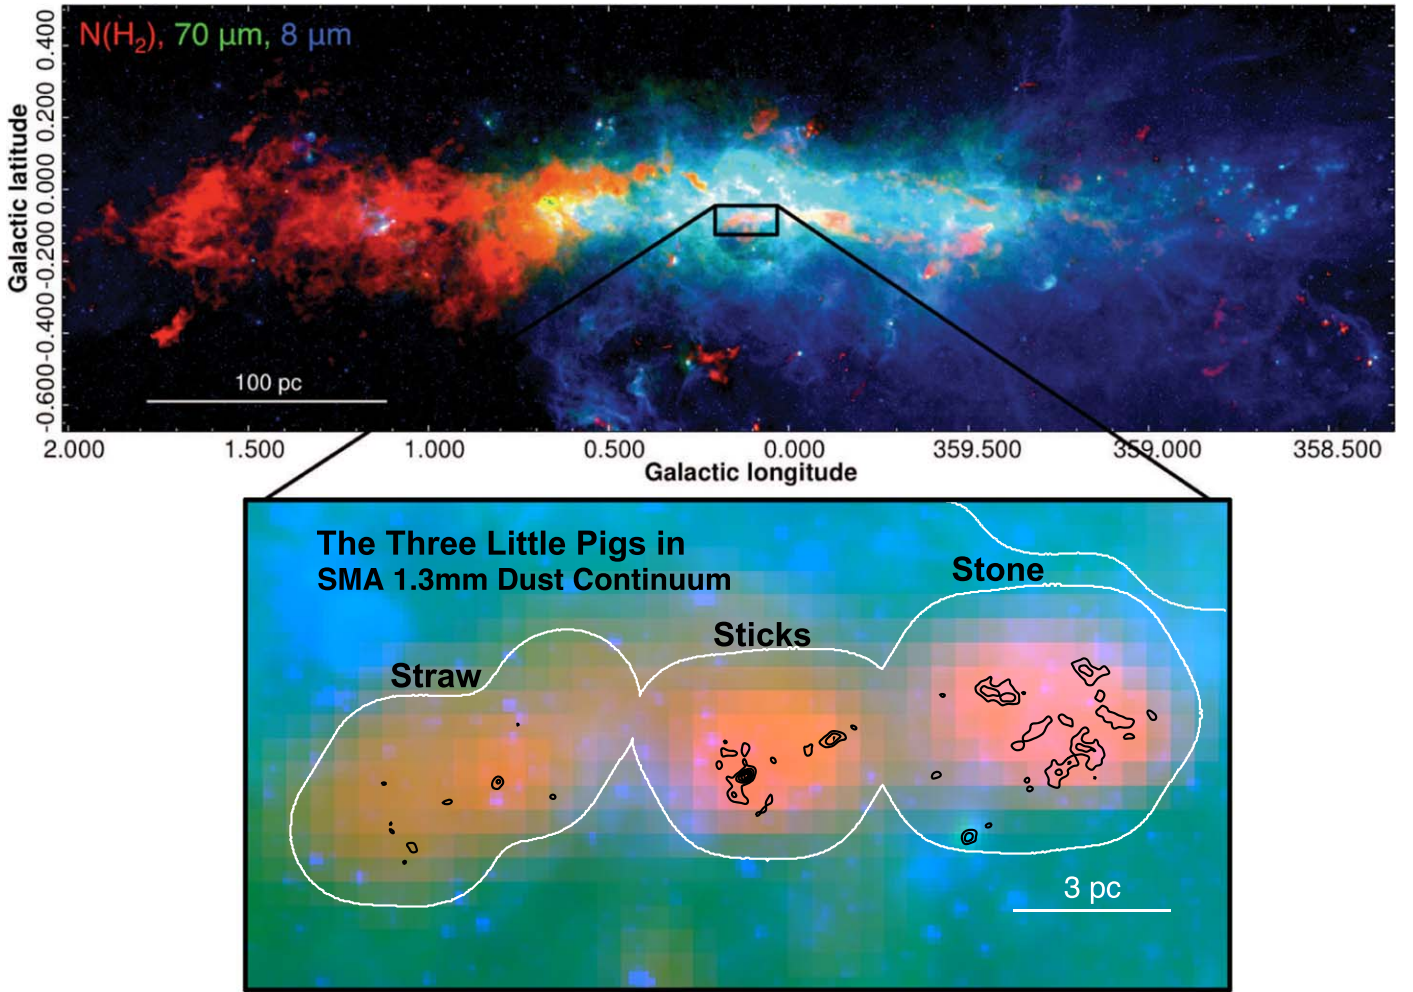 N(H₂), 70 μm, 8 μm
Galactic latitude
-0.600 -0.400 -0.200 0.000 0.200 0.400
100 pc
2.000 1.500 1.000 0.500 0.000 359.500 359.000 358.500
Galactic longitude
The Three Little Pigs in
SMA 1.3mm Dust Continuum
Stone
Sticks
Straw
3 pc